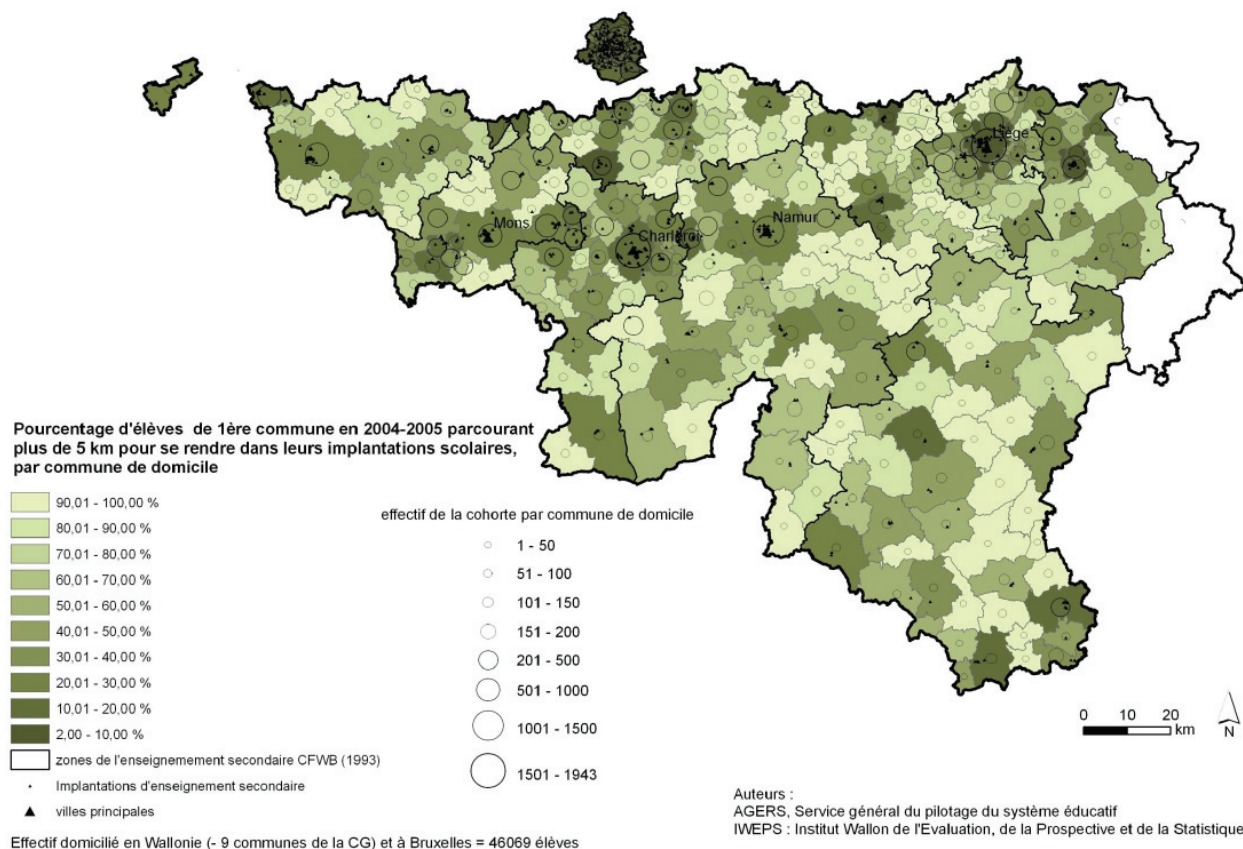 Liège
Mons
Namur
Charleroi
Pourcentage d'élèves de 1ère commune en 2004-2005 parcourant
plus de 5 km pour se rendre dans leurs implantations scolaires,
par commune de domicile
90,01 - 100,00 %
80,01 - 90,00 %
70,01 - 80,00 %
60,01 - 70,00 %
50,01 - 60,00 %
40,01 - 50,00 %
30,01 - 40,00 %
20,01 - 30,00 %
10,01 - 20,00 %
2,00 - 10,00 %
zones de l'enseignemement secondaire CFWB (1993)
Implantations d'enseignement secondaire
villes principales
Effectif domicilié en Wallonie (- 9 communes de la CG) et à Bruxelles = 46069 élèves
effectif de la cohorte par commune de domicile
1 - 50
51 - 100
101 - 150
151 - 200
201 - 500
501 - 1000
1001 - 1500
1501 - 1943
0 10 20
km
N
Auteurs :
AGERS, Service général du pilotage du système éducatif
IWEPS : Institut Wallon de l'Evaluation, de la Prospective et de la Statistique